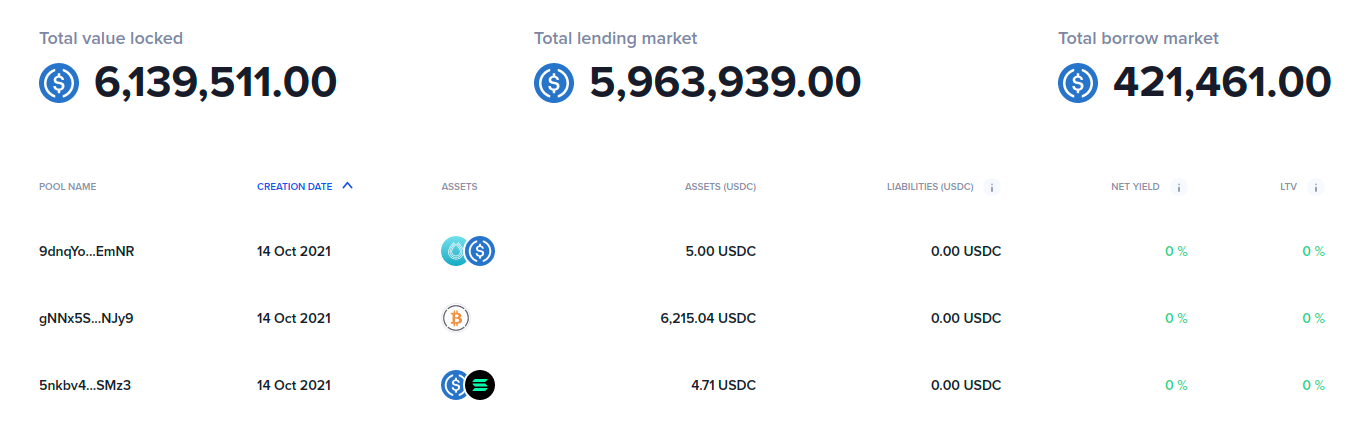 Total value locked Total lending market Total borrow market
6,139,511.00 5,963,939.00 421,461.00
POOL NAME CREATION DATE ASSETS ASSETS (USDC) LIABILITIES (USDC) i NET YIELD i LTV i
9dnqYo...EmNR 14 Oct 2021 5.00 USDC 0.00 USDC 0 % 0 %
gNNx5S...NJy9 14 Oct 2021 6,215.04 USDC 0.00 USDC 0 % 0 %
5nkbv4...SMz3 14 Oct 2021 4.71 USDC 0.00 USDC 0 % 0 %